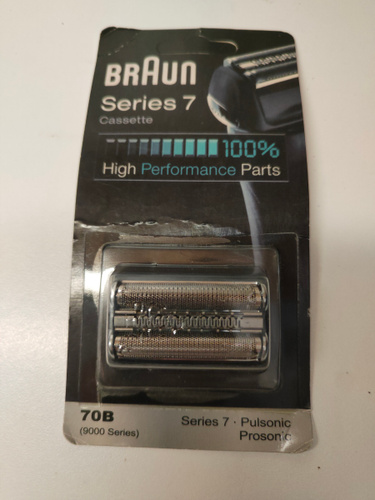 BRAUN
Series 7
Cassette
100%
High Performance Parts
70B
(9000 Series)
Series 7 · Pulsonic
Prosonic